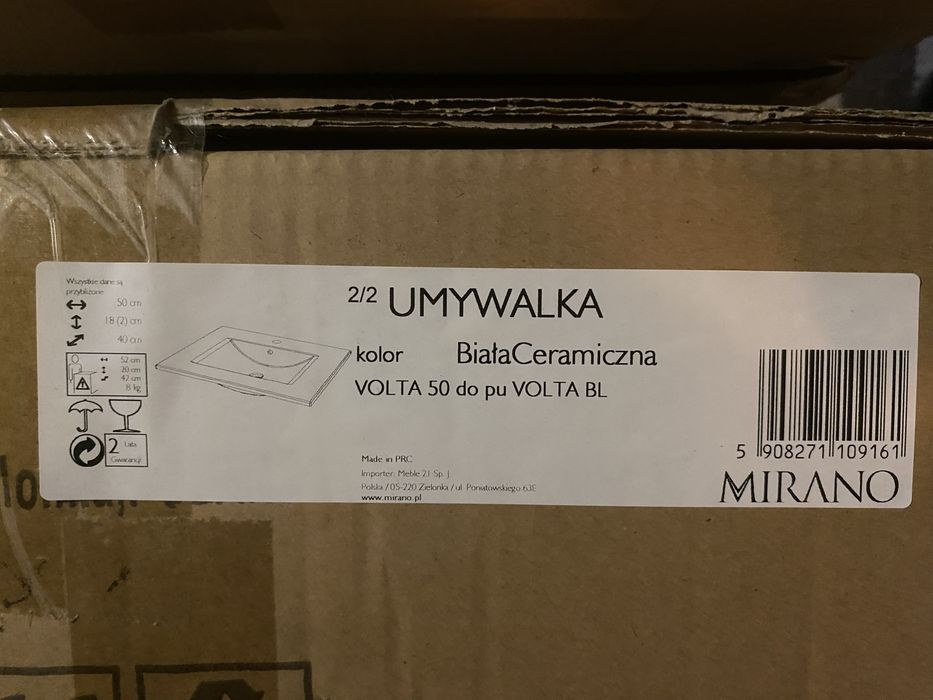 Wszystkie dane są
przybliżone
50 cm
18 (2) cm
40 cm
52 cm
20 cm
42 cm
8 kg
2 Lata
Gwarancji
2/2 UMYWALKA
kolor BiałaCeramiczna
VOLTA 50 do pu VOLTA BL
Made in PRC
Importer: Meble 21 Sp. j.
Polska / 05-220 Zielonka / ul. Poniatowskiego 63E
www.mirano.pl
5 908271 109161
MIRANO